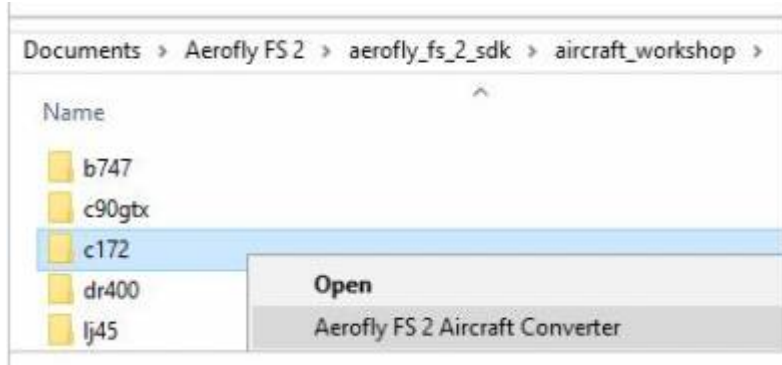 Documents > Aerofly FS 2 > aerofly_fs_2_sdk > aircraft_workshop >
Name
b747
c90gtx
c172
Open
dr400
Aerofly FS 2 Aircraft Converter
lj45